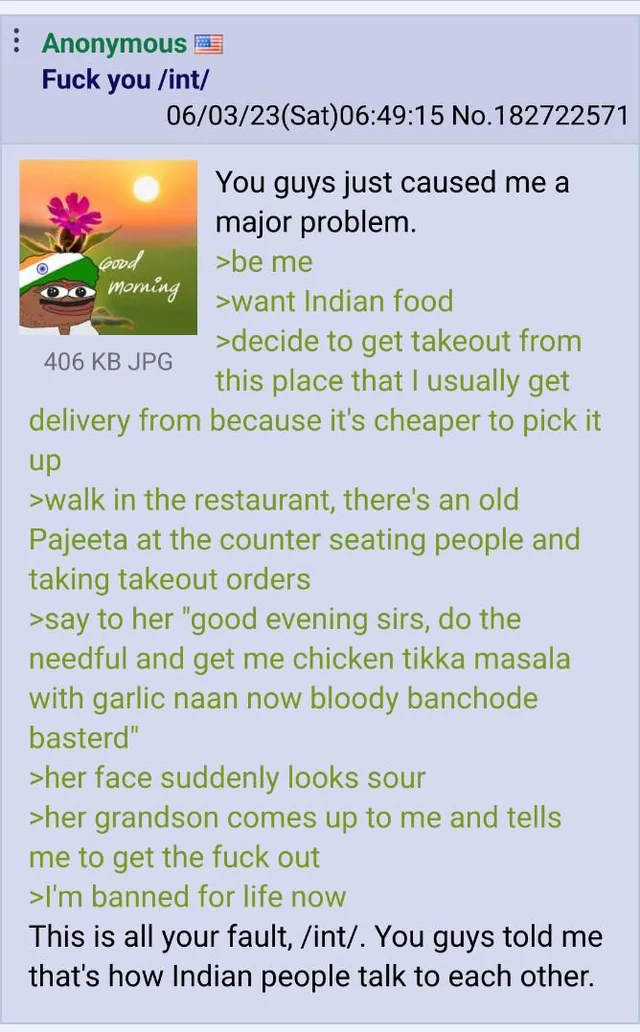 Anonymous
Fuck you /int/
06/03/23(Sat)06:49:15 No.182722571
You guys just caused me a
major problem.
>be me
>want Indian food
>decide to get takeout from
this place that I usually get
delivery from because it's cheaper to pick it
up
>walk in the restaurant, there's an old
Pajeeta at the counter seating people and
taking takeout orders
>say to her "good evening sirs, do the
needful and get me chicken tikka masala
with garlic naan now bloody banchode
basterd"
>her face suddenly looks sour
>her grandson comes up to me and tells
me to get the fuck out
>I'm banned for life now
This is all your fault, /int/. You guys told me
that's how Indian people talk to each other.
Good
morning
406 KB JPG